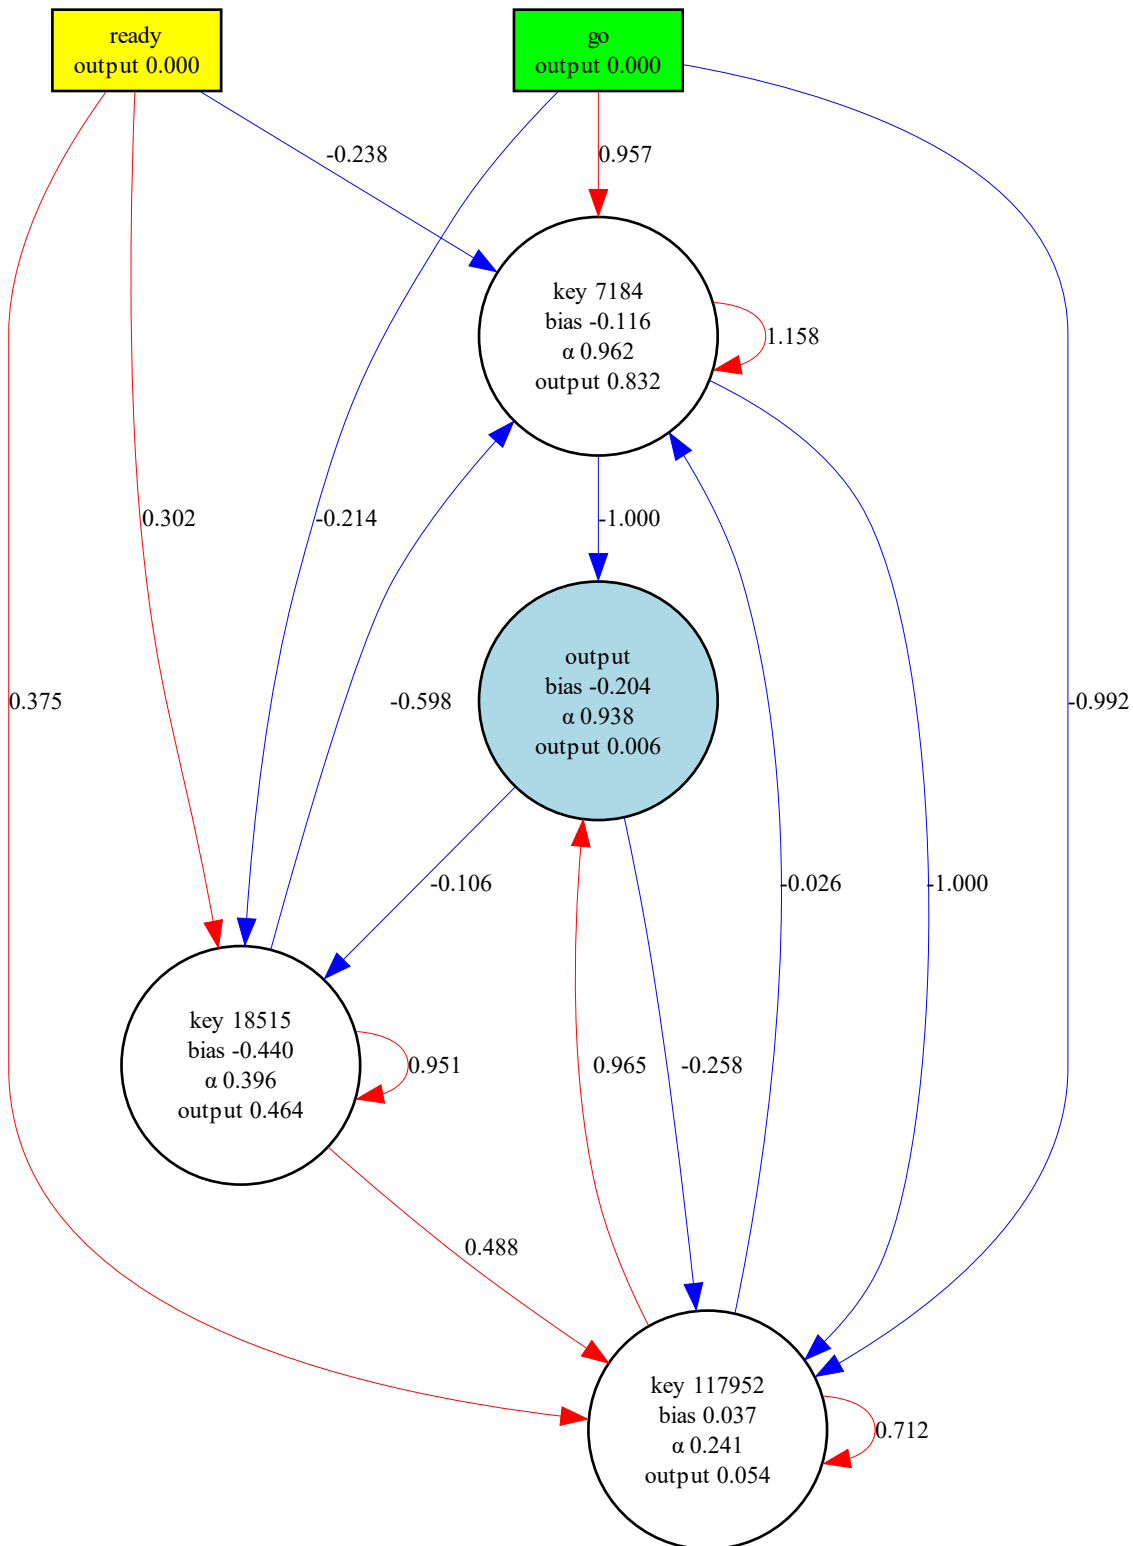 ready
output 0.000
go
output 0.000
-0.238
0.957
key 7184
bias -0.116
α 0.962
output 0.832
1.158
0.302
-0.214
-1.000
output
bias -0.204
α 0.938
output 0.006
0.375
-0.598
-0.992
-0.106
-0.026
-1.000
key 18515
bias -0.440
α 0.396
output 0.464
0.951
0.965
-0.258
0.488
key 117952
bias 0.037
α 0.241
output 0.054
0.712